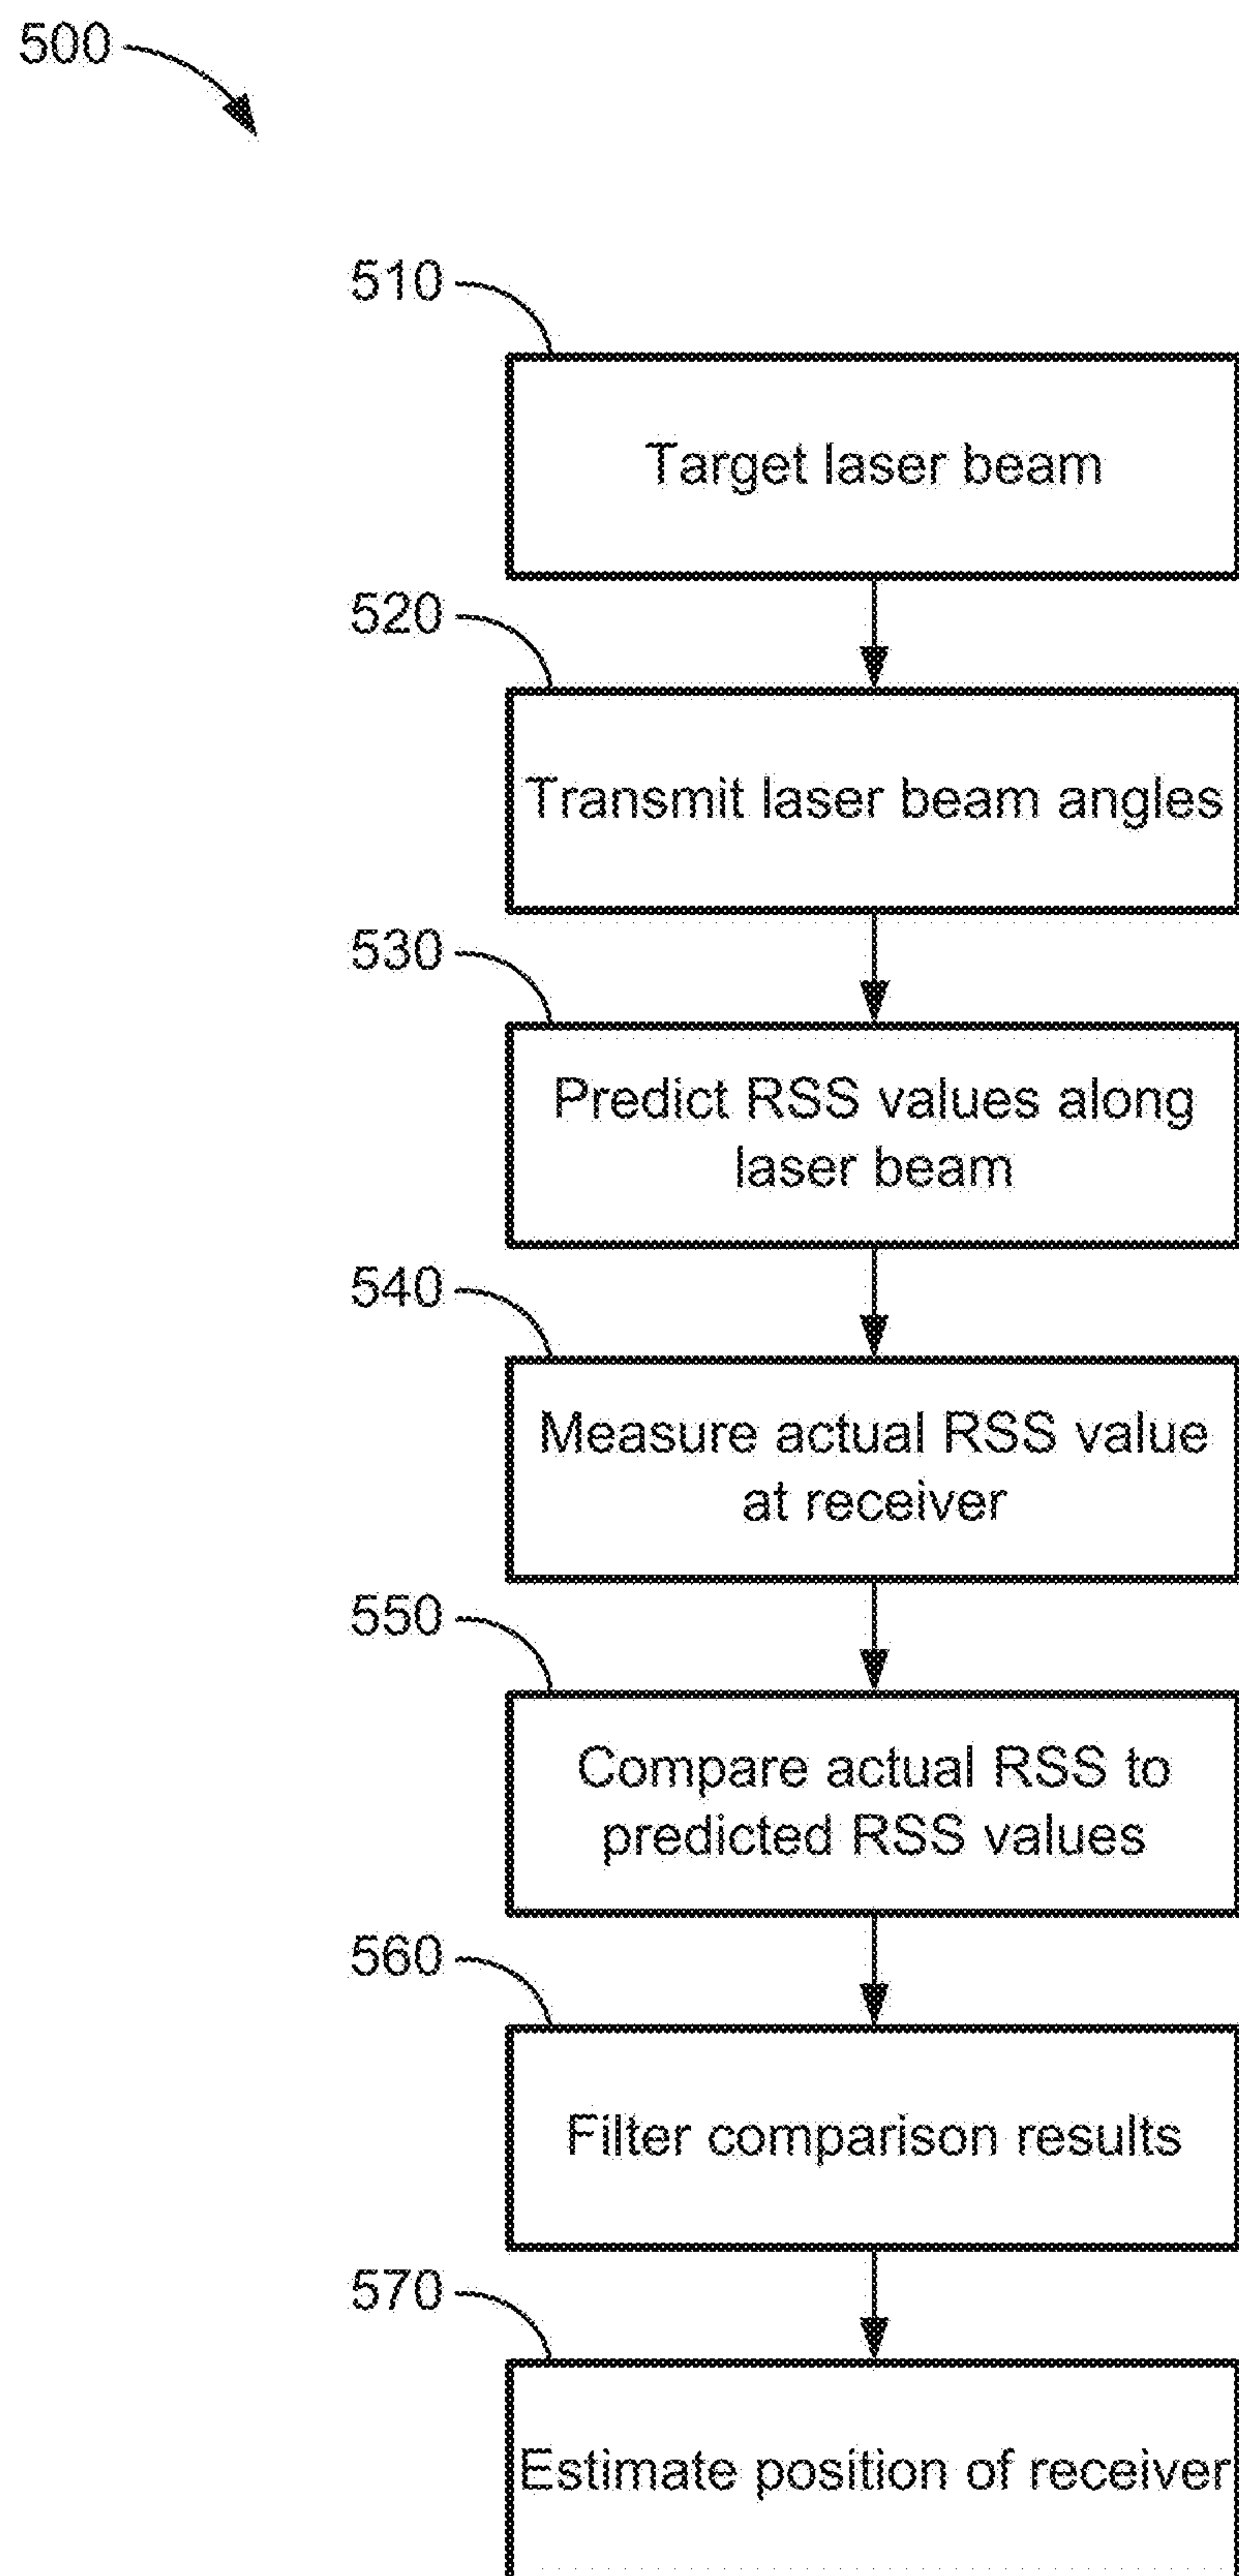 500
510
Target laser beam
520
Transmit laser beam angles
530
Predict RSS values along
laser beam
540
Measure actual RSS value
at receiver
550
Compare actual RSS to
predicted RSS values
560
Filter comparison results
570
Estimate position of receiver